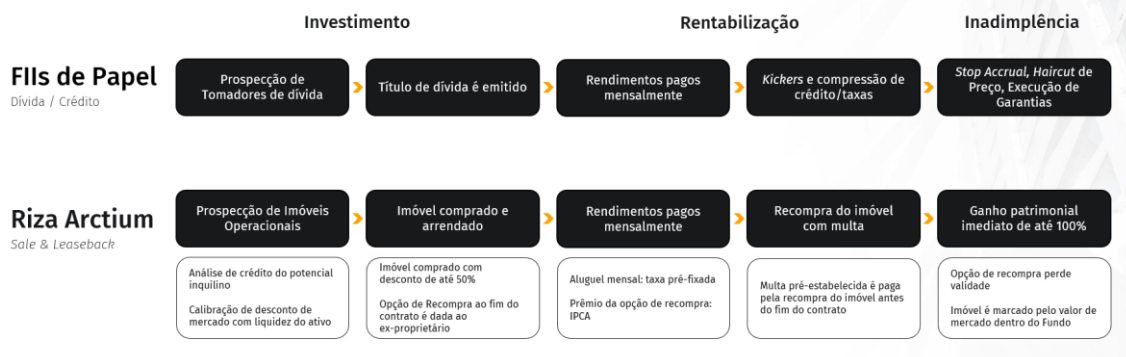 Investimento
Rentabilização
Inadimplência
FIIs de Papel
Dívida / Crédito
Prospecção de
Tomadores de dívida
Título de dívida é emitido
Rendimentos pagos
mensalmente
Kickers e compressão de
crédito/taxas
Stop Accrual, Haircut de
Preço, Execução de
Garantias
Riza Arctium
Sale & Leaseback
Prospecção de Imóveis
Operacionais
Imóvel comprado e
arrendado
Rendimentos pagos
mensalmente
Recompra do imóvel
com multa
Ganho patrimonial
imediato de até 100%
Análise de crédito do potencial
inquilino
Calibração de desconto de
mercado com liquidez do ativo
Imóvel comprado com
desconto de até 50%
Opção de Recompra ao fim do
contrato é dada ao
ex-proprietário
Aluguel mensal: taxa pré-fixada
Prêmio da opção de recompra:
IPCA
Multa pré-estabelecida é paga
pela recompra do imóvel antes
do fim do contrato
Opção de recompra perde
validade
Imóvel é marcado pelo valor de
mercado dentro do Fundo